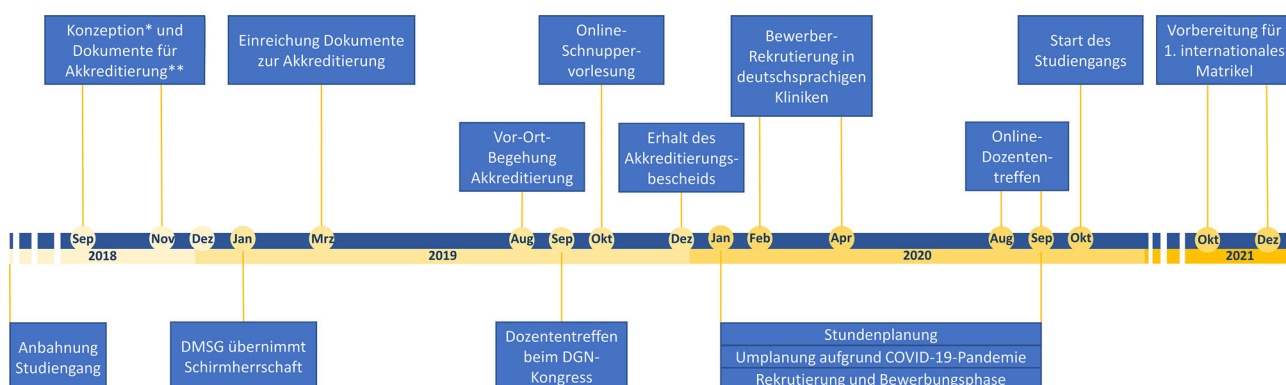 Konzeption* und
Dokumente für
Akkreditierung**
Einreichung Dokumente
zur Akkreditierung
Online-
Schnupper-
vorlesung
Bewerber-
Rekrutierung in
deutschsprachigen
Kliniken
Start des
Studiengangs
Vorbereitung für
1. internationales
Matrikel
Vor-Ort-
Begehung
Akkreditierung
Erhalt des
Akkreditierungs-
bescheids
Online-
Dozenten-
treffen
Sep Nov Dez Jan Mrz Aug Sep Okt Dez Jan Feb Apr Aug Sep Okt Okt Dez
2018 2019 2020 2021
Anbahnung
Studiengang
DMSG übernimmt
Schirmherrschaft
Dozententreffen
beim DGN-
Kongress
Stundenplanung
Umplanung aufgrund COVID-19-Pandemie
Rekrutierung und Bewerbungsphase